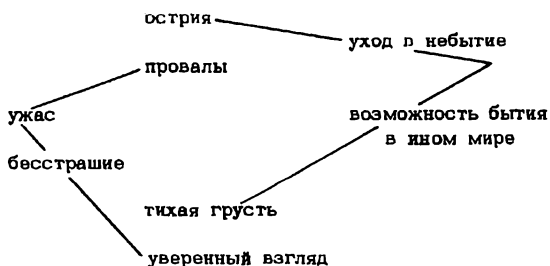 острия
уход в небытие
провалы
ужас
возможность бытия
в ином мире
бесстрашие
тихая грусть
уверенный взгляд